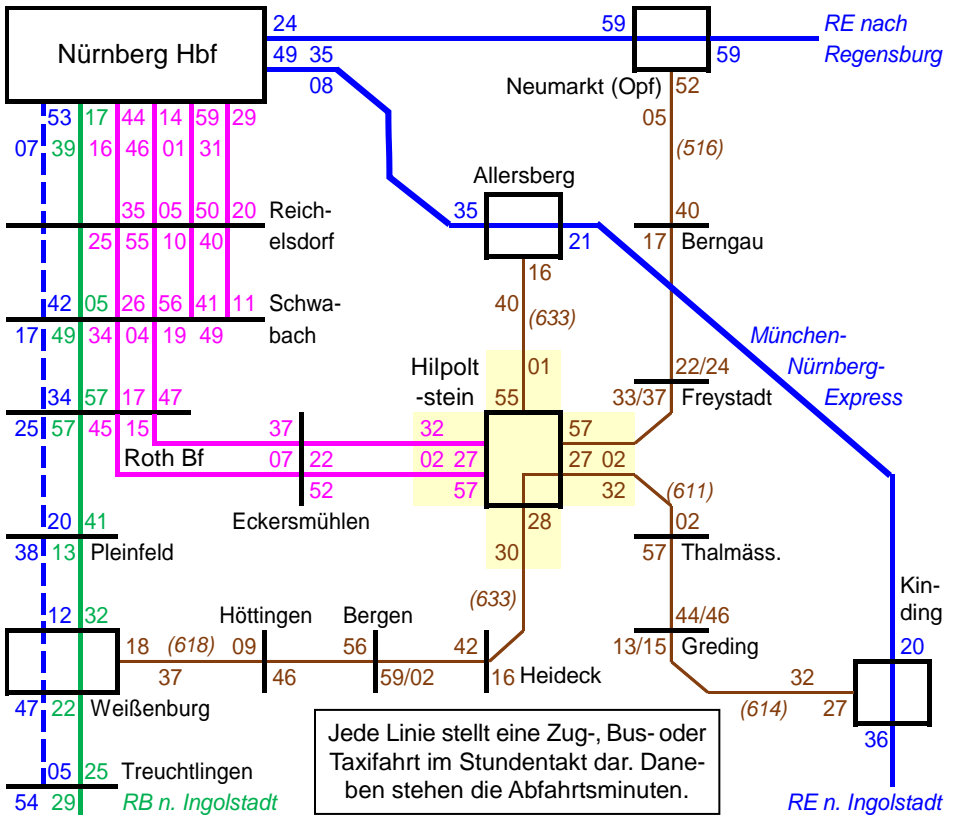 24
59
RE nach
Nürnberg Hbf
49 35
59
Regensburg
08
Neumarkt (Opf)
52
53 17 44 14 59 29
05
07 39 16 46 01 31
(516)
Allersberg
35 05 50 20
Reich-
35
40
25 55 10 40
elsdorf
21
17
Berngau
16
42 05 26 56 41 11
Schwa-
40
(633)
17 49 34 04 19 49
bach
München-
Nürnberg-
Express
Hilpolt
01
22/24
-stein
55
33/37
Freystadt
34 57 17 47
25 57 45 15
37
32
57
Roth Bf
07 22
02 27
27 02
52
57
32
(611)
Eckersmühlen
28
02
20 41
30
57
Thalmäss.
38 13
Pleinfeld
Kin-
(633)
ding
12 32
Höttingen
Bergen
44/46
18
(618)
09
56
42
13/15
Greding
20
37
46
59/02
16
Heideck
32
47 22
Weißenburg
(614)
27
36
Jede Linie stellt eine Zug-, Bus- oder
Taxifahrt im Stundentakt dar. Dane-
ben stehen die Abfahrtsminuten.
05 25
Treuchtlingen
54 29
RB n. Ingolstadt
RE n. Ingolstadt